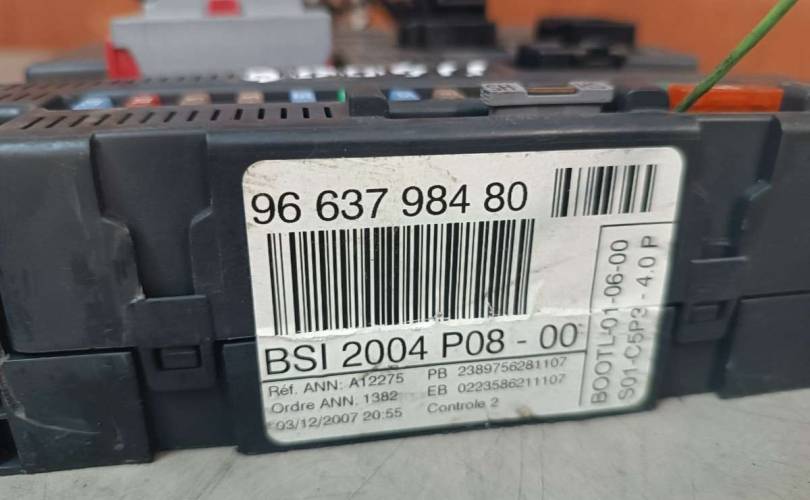 96 637 984 80
BSI 2004 P08 - 00
Réf. ANN: A12275 PB 2389756281107
Ordre ANN. 1382 EB 0223586211107
03/12/2007 20:55 Controle 2
BOOTL-01-06-00
S01-C5P3 - 4.0 P
SH